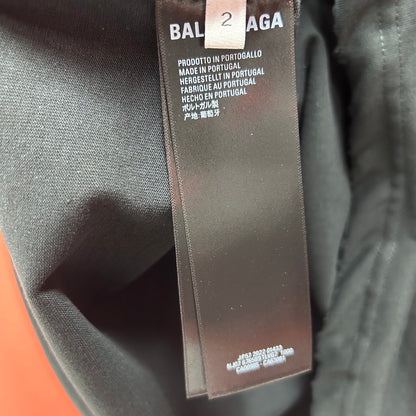 2
BAL
AGA
PRODOTTO IN PORTOGALLO
MADE IN PORTUGAL
HERGESTELLT IN PORTUGAL
FABRIQUE AU PORTUGAL
HECHO EN PORTUGAL
ポルトガル製
产地:葡萄牙